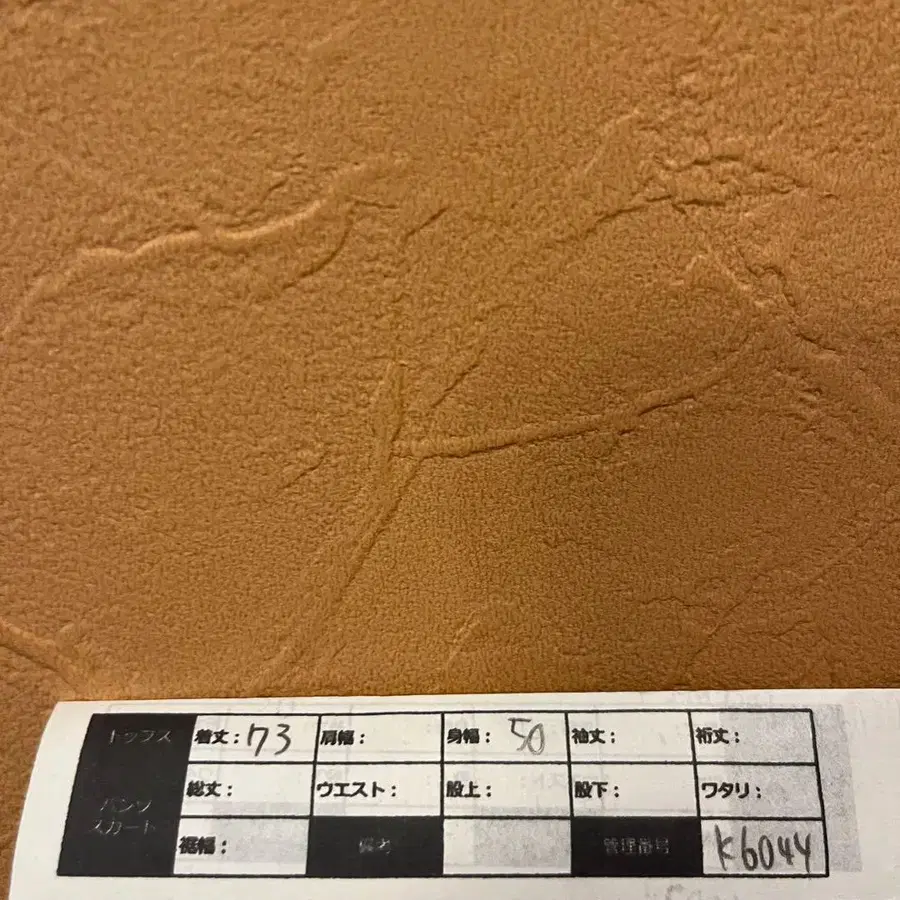 トップス 着丈：73 肩幅： 身幅：50 袖丈： 裄丈：
パンツ スカート 総丈： ウエスト： 股上： 股下： ワタリ：
裾幅： 備考 管理番号 K6044